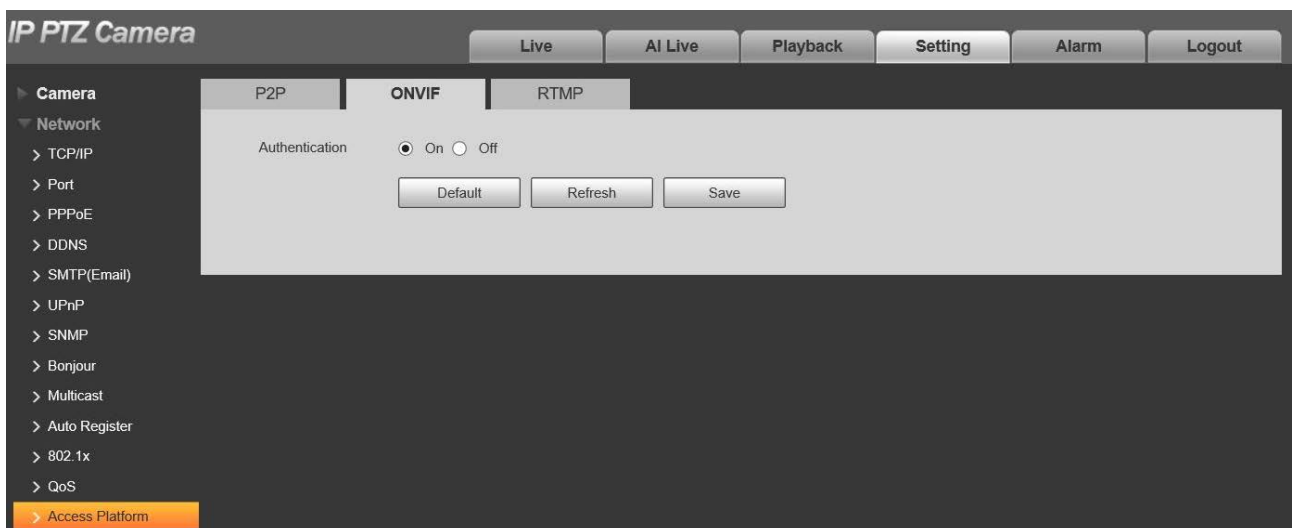 IP PTZ Camera
Live AI Live Playback Setting Alarm Logout
Camera
Network
TCP/IP
Port
PPPoE
DDNS
SMTP(Email)
UPnP
SNMP
Bonjour
Multicast
Auto Register
802.1x
QoS
Access Platform
P2P ONVIF RTMP
Authentication On Off
Default Refresh Save